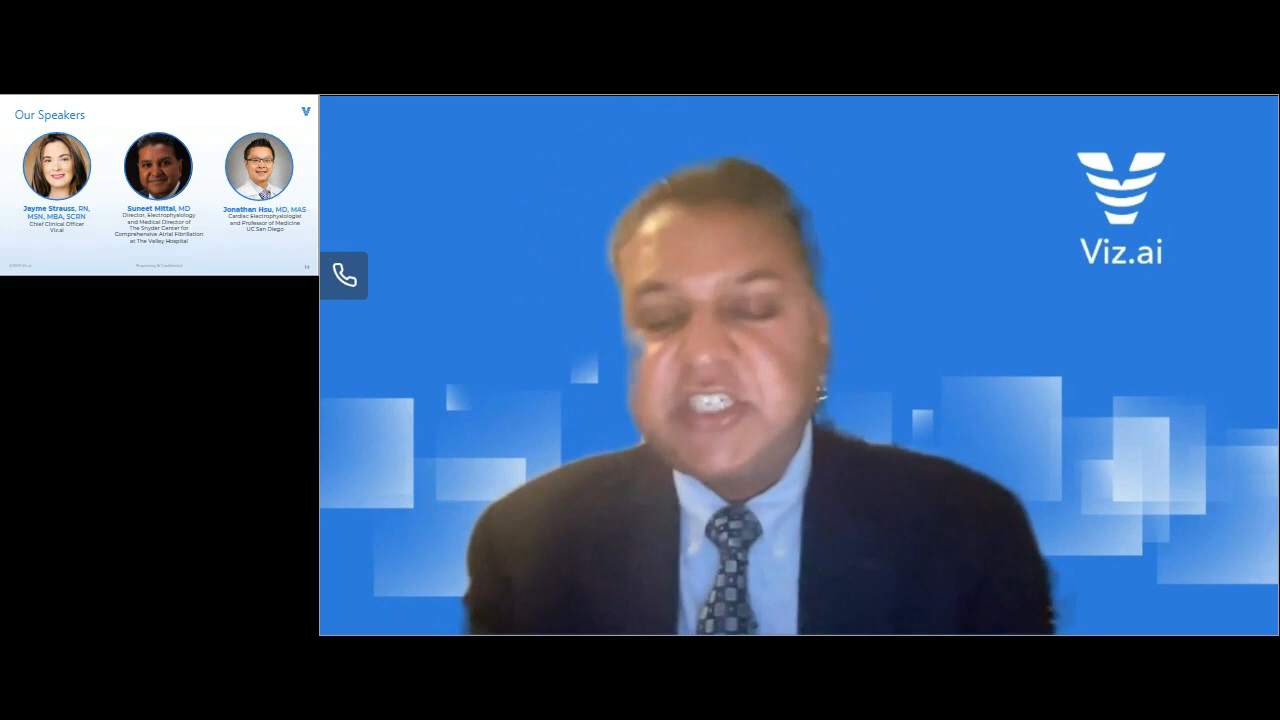 Our Speakers
Jayme Strauss, RN,
MSN, MBA, SCRN
Chief Clinical Officer
Viz.ai
Suneet Mittal, MD
Director, Electrophysiology
and Medical Director of
The Snyder Center for
Comprehensive Atrial Fibrillation
at The Valley Hospital
Jonathan Hsu, MD, MAS
Cardiac Electrophysiologist
and Professor of Medicine
UC San Diego
Proprietary & Confidential
Viz.ai